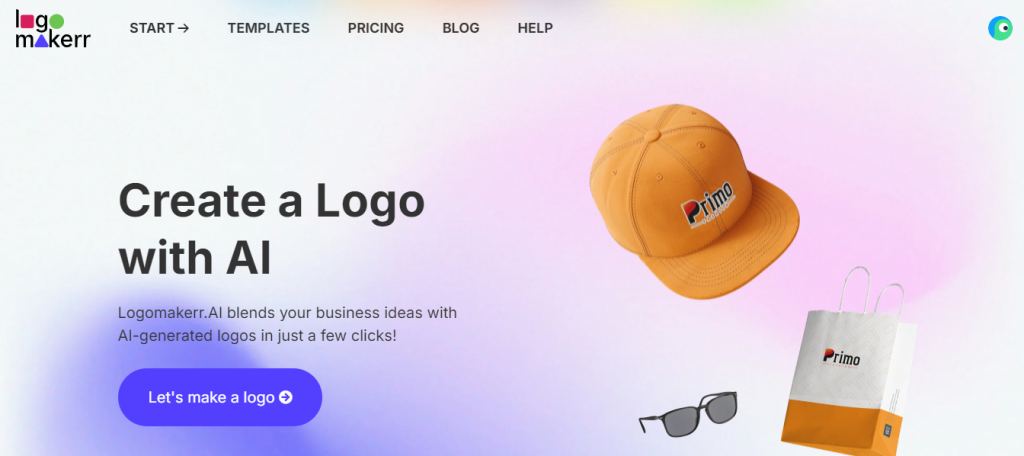 logo
makerr
START → TEMPLATES PRICING BLOG HELP
Create a Logo
with AI
Logomakerr.AI blends your business ideas with
AI-generated logos in just a few clicks!
Let's make a logo
Primo
Primo